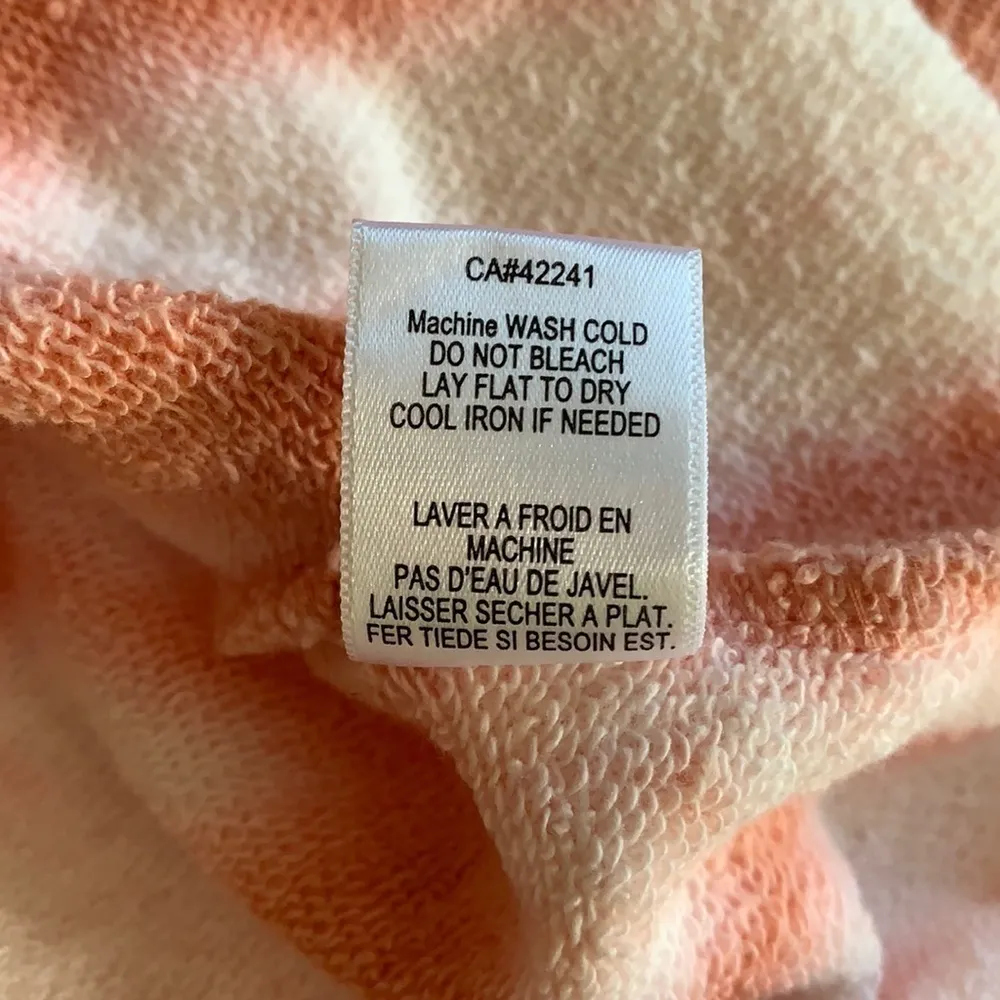 CA#42241
Machine WASH COLD
DO NOT BLEACH
LAY FLAT TO DRY
COOL IRON IF NEEDED
LAVER A FROID EN
MACHINE
PAS D'EAU DE JAVEL.
LAISSER SECHER A PLAT.
FER TIEDE SI BESOIN EST.